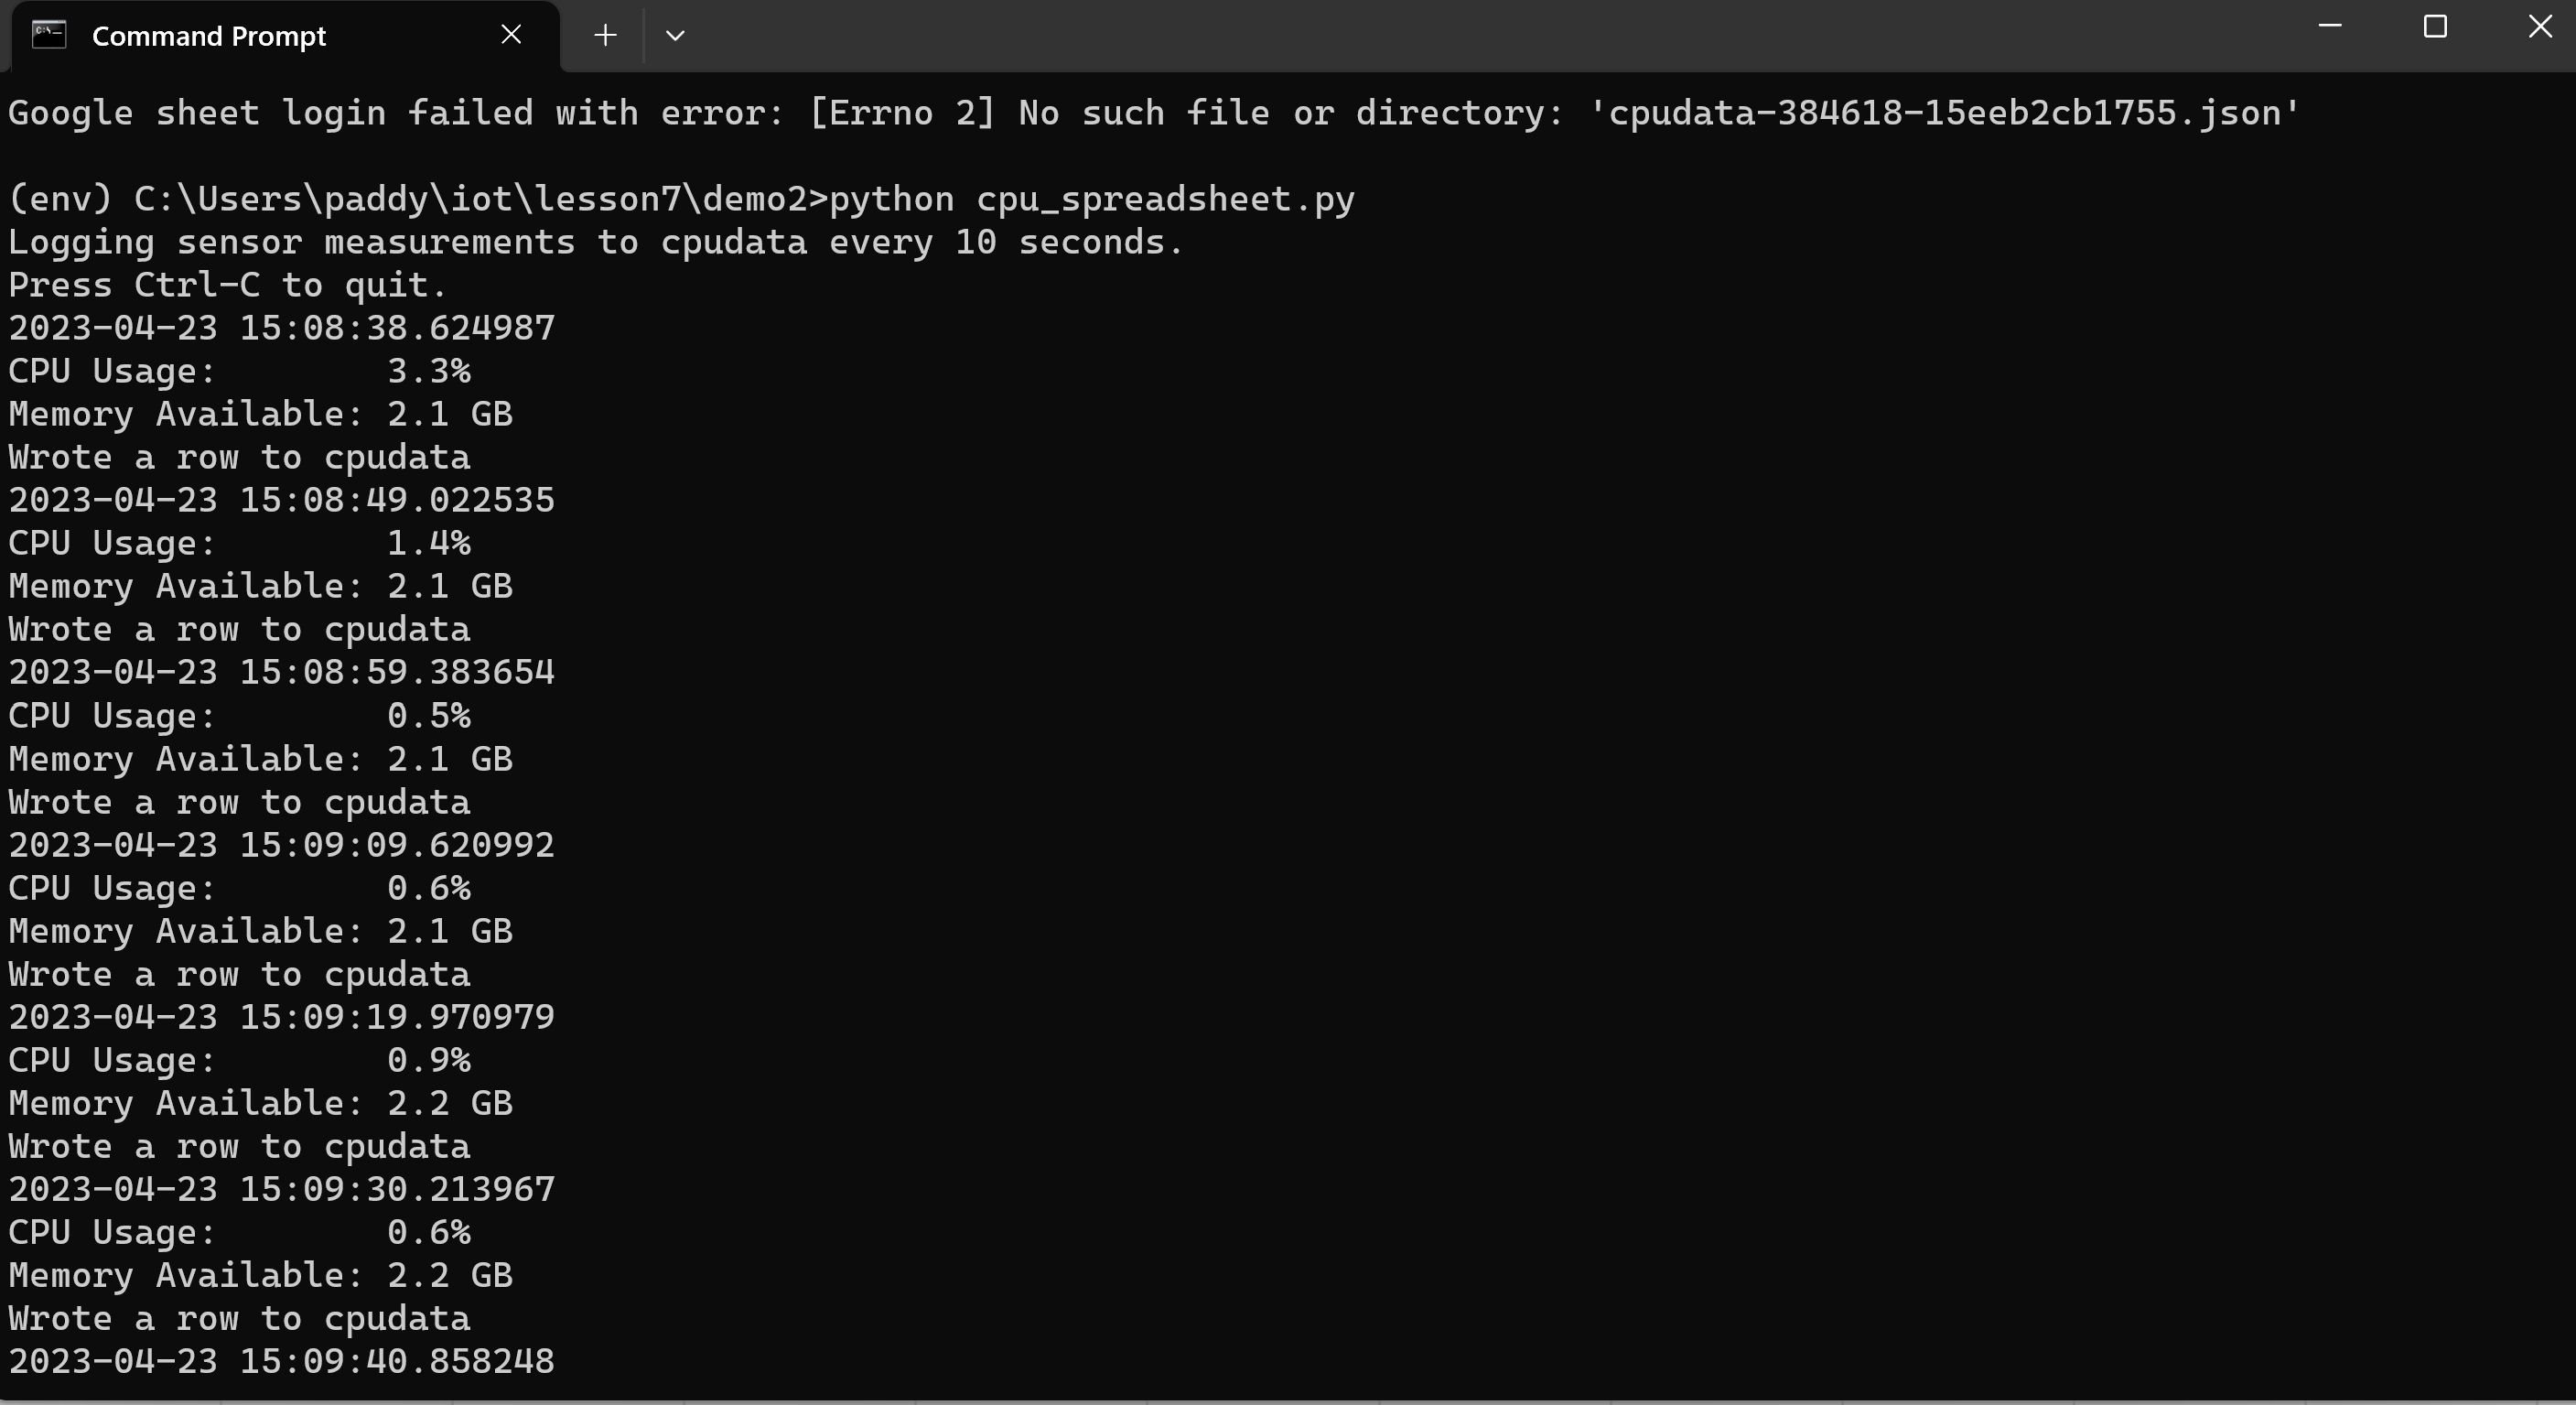 Command Prompt
Google sheet login failed with error: [Errno 2] No such file or directory: 'cpudata-384618-15eeb2cb1755.json'
(env) C:\Users\paddy\iot\lesson7\demo2>python cpu_spreadsheet.py
Logging sensor measurements to cpudata every 10 seconds.
Press Ctrl-C to quit.
2023-04-23 15:08:38.624987
CPU Usage:        3.3%
Memory Available: 2.1 GB
Wrote a row to cpudata
2023-04-23 15:08:49.022535
CPU Usage:        1.4%
Memory Available: 2.1 GB
Wrote a row to cpudata
2023-04-23 15:08:59.383654
CPU Usage:        0.5%
Memory Available: 2.1 GB
Wrote a row to cpudata
2023-04-23 15:09:09.620992
CPU Usage:        0.6%
Memory Available: 2.1 GB
Wrote a row to cpudata
2023-04-23 15:09:19.970979
CPU Usage:        0.9%
Memory Available: 2.2 GB
Wrote a row to cpudata
2023-04-23 15:09:30.213967
CPU Usage:        0.6%
Memory Available: 2.2 GB
Wrote a row to cpudata
2023-04-23 15:09:40.858248